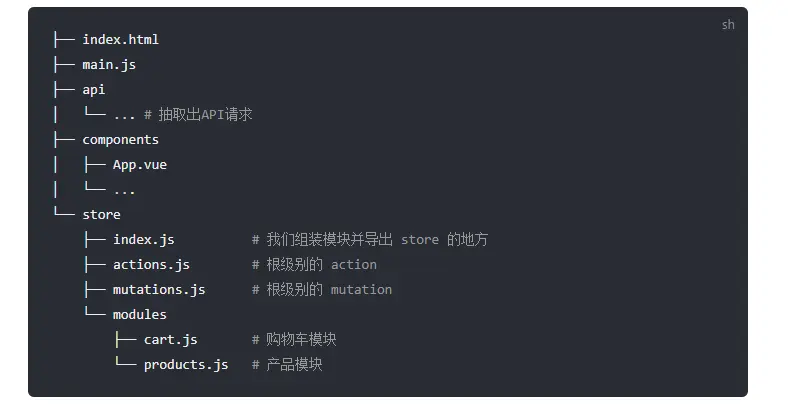 sh
├── index.html
├── main.js
├── api
│   └── ... # 抽取出API请求
├── components
│   ├── App.vue
│   └── ...
└── store
    ├── index.js          # 我们组装模块并导出 store 的地方
    ├── actions.js        # 根级别的 action
    ├── mutations.js      # 根级别的 mutation
    └── modules
        ├── cart.js       # 购物车模块
        └── products.js   # 产品模块